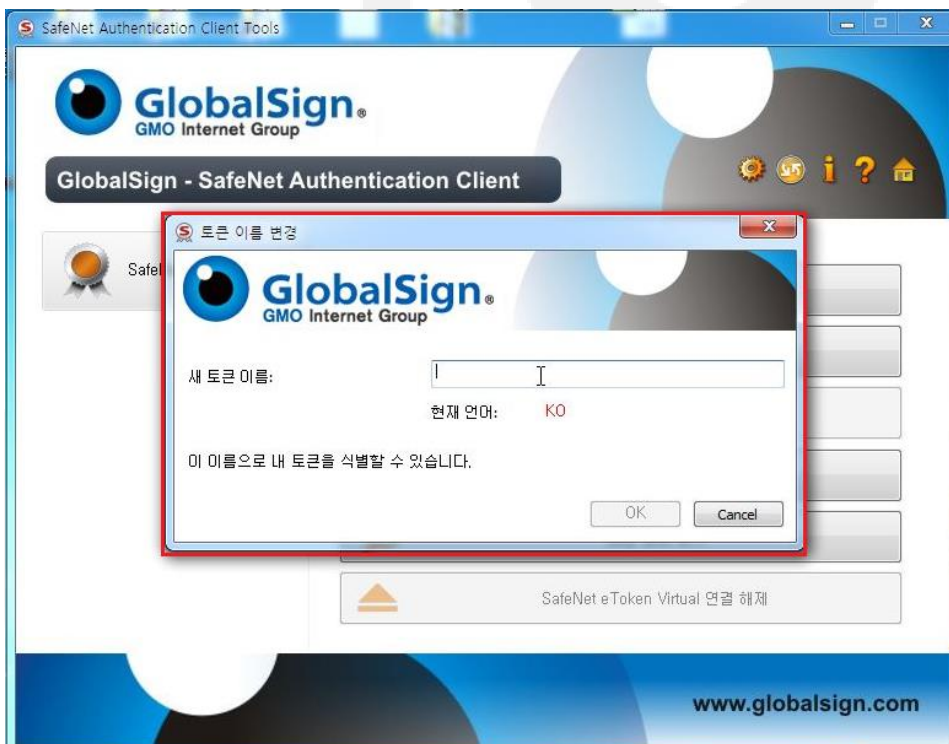 SafeNet Authentication Client Tools
GlobalSign®
GMO Internet Group
GlobalSign - SafeNet Authentication Client
토큰 이름 변경
GlobalSign®
GMO Internet Group
새 토큰 이름:
현재 언어: KO
이 이름으로 내 토큰을 식별할 수 있습니다.
OK Cancel
SafeNet eToken Virtual 연결 해제
www.globalsign.com